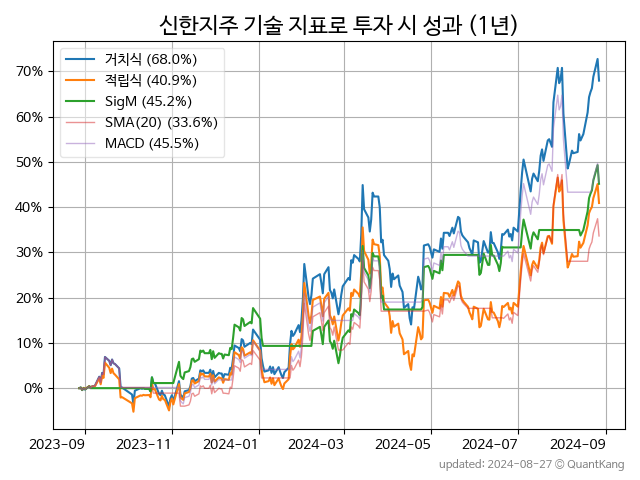 신한지주 기술 지표로 투자 시 성과 (1년)
거치식 (68.0%)
적립식 (40.9%)
SigM (45.2%)
SMA(20) (33.6%)
MACD (45.5%)
70%
60%
50%
40%
30%
20%
10%
0%
2023-09 2023-11 2024-01 2024-03 2024-05 2024-07 2024-09
updated: 2024-08-27 © QuantKang